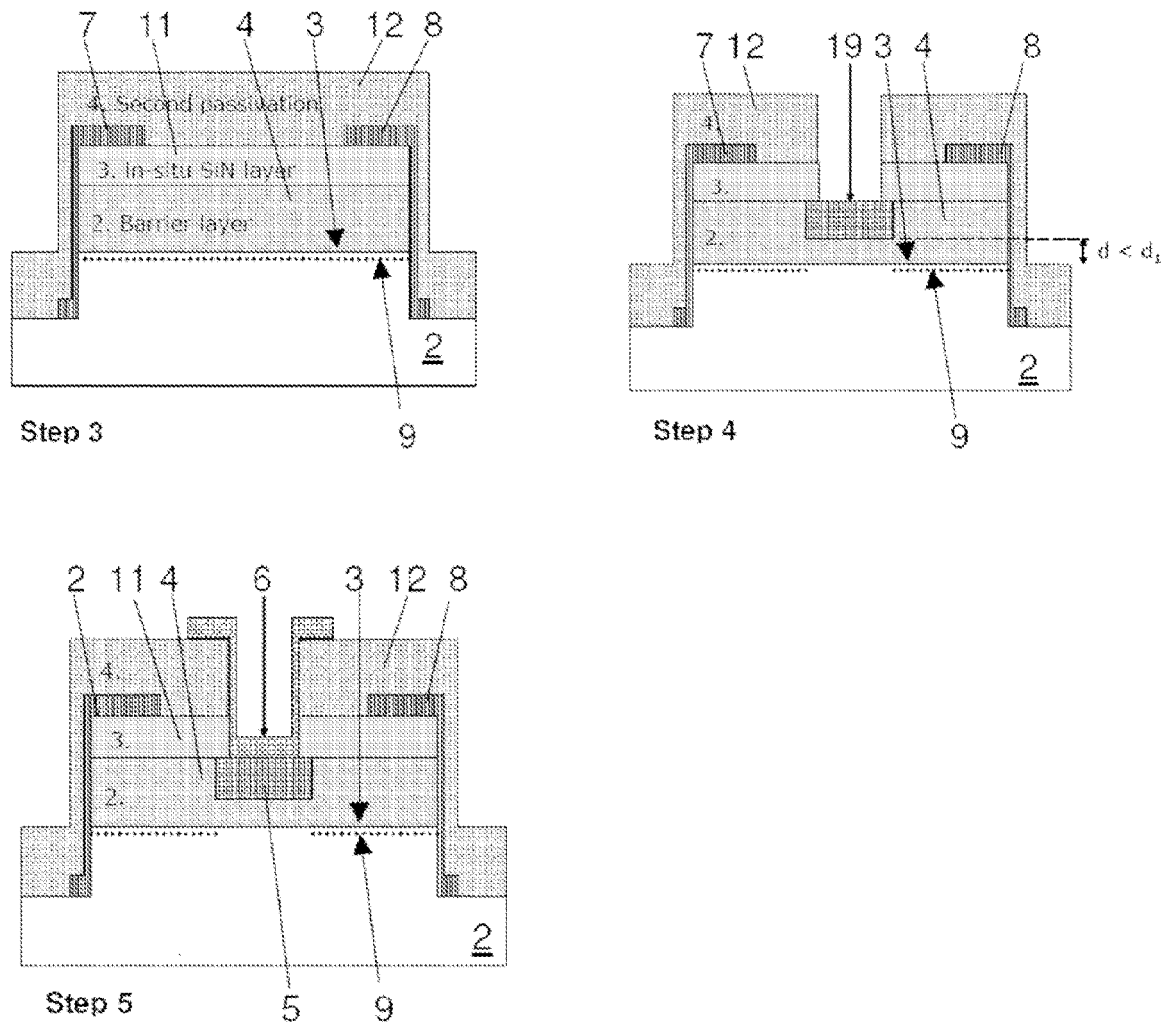 7 11 3 4 12 8
4. Second passivation
3. In-situ SiN layer
2. Barrier layer
2
Step 3
9
7 12 19 3 4 8
4.
3.
2.
d < d₁
2
Step 4
9
2 11 4 6 3 12 8
4.
3.
2.
2
Step 5
5 9